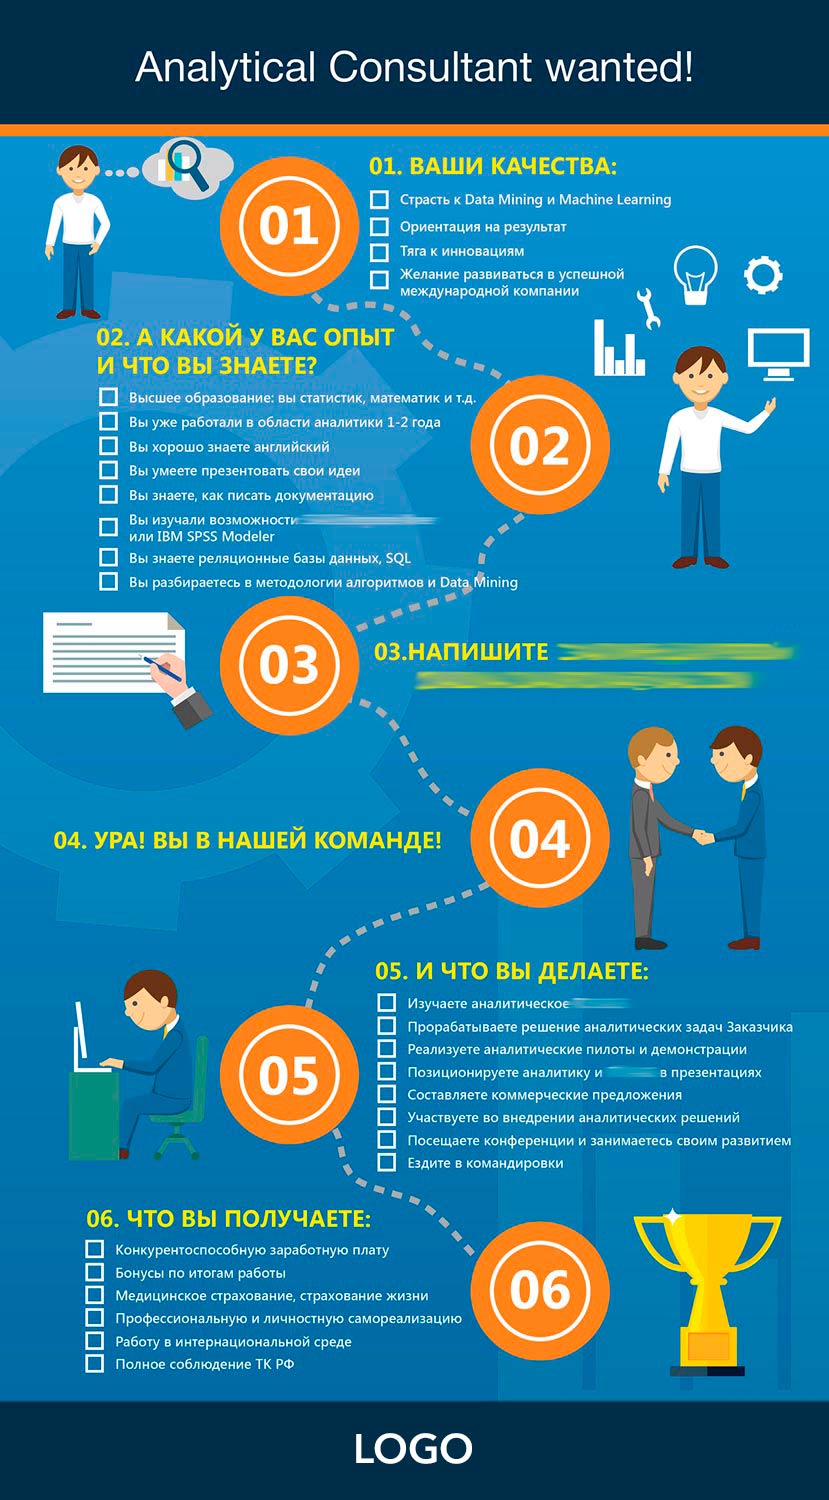 Analytical Consultant wanted!
01
01. ВАШИ КАЧЕСТВА:
Страсть к Data Mining и Machine Learning
Ориентация на результат
Тяга к инновациям
Желание развиваться в успешной
международной компании
02. А КАКОЙ У ВАС ОПЫТ
И ЧТО ВЫ ЗНАЕТЕ?
Высшее образование: вы статистик, математик и т.д.
Вы уже работали в области аналитики 1-2 года
Вы хорошо знаете английский
Вы умеете презентовать свои идеи
Вы знаете, как писать документацию
Вы изучали возможности
или IBM SPSS Modeler
Вы знаете реляционные базы данных, SQL
Вы разбираетесь в методологии алгоритмов и Data Mining
02
03
03.НАПИШИТЕ
04. УРА! ВЫ В НАШЕЙ КОМАНДЕ!
04
05
05. И ЧТО ВЫ ДЕЛАЕТЕ:
Изучаете аналитическое
Прорабатываете решение аналитических задач Заказчика
Реализуете аналитические пилоты и демонстрации
Позиционируете аналитику и в презентациях
Составляете коммерческие предложения
Участвуете во внедрении аналитических решений
Посещаете конференции и занимаетесь своим развитием
Ездите в командировки
06. ЧТО ВЫ ПОЛУЧАЕТЕ:
Конкурентоспособную заработную плату
Бонусы по итогам работы
Медицинское страхование, страхование жизни
Профессиональную и личностную самореализацию
Работу в интернациональной среде
Полное соблюдение ТК РФ
06
LOGO